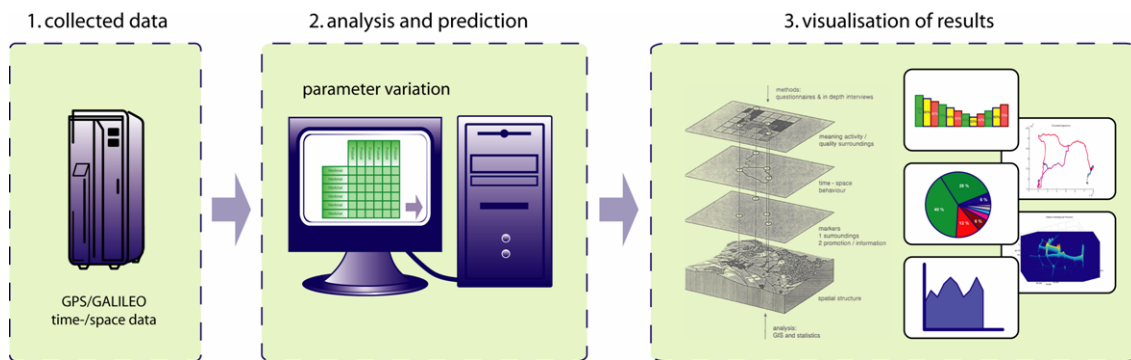 1. collected data
2. analysis and prediction
3. visualisation of results
GPS/GALILEO
time-/space data
parameter variation
methods:
questionnaires & in depth interviews
meaning activity /
quality surroundings
time - space
behaviour
markers
1 surroundings
2 promotion / information
spatial structure
analysis:
GIS and statistics